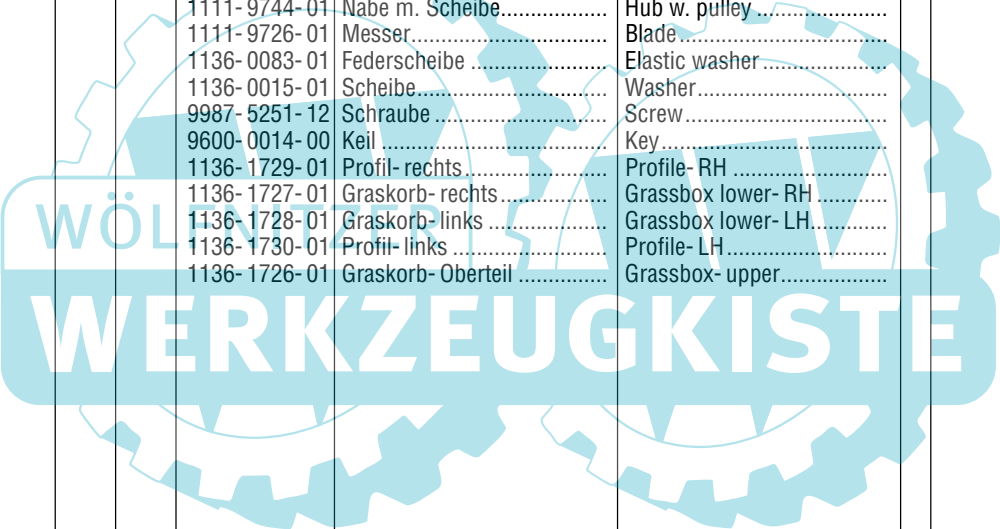 1111- 9744- 01 Nabe m. Scheibe.................. Hub w. pulley ......................
1111- 9726- 01 Messer................................. Blade...................................
1136- 0083- 01 Federscheibe ....................... Elastic washer .....................
1136- 0015- 01 Scheibe................................ Washer................................
9987- 5251- 12 Schraube ............................. Screw..................................
9600- 0014- 00 Keil ..................................... Key......................................
1136- 1729- 01 Profil- rechts........................ Profile- RH ..........................
1136- 1727- 01 Graskorb- rechts.................. Grassbox lower- RH ............
1136- 1728- 01 Graskorb- links .................... Grassbox lower- LH.............
1136- 1730- 01 Profil- links .......................... Profile- LH...........................
1136- 1726- 01 Graskorb- Oberteil ............... Grassbox- upper..................
WÖLFNITZER
WERKZEUGKISTE